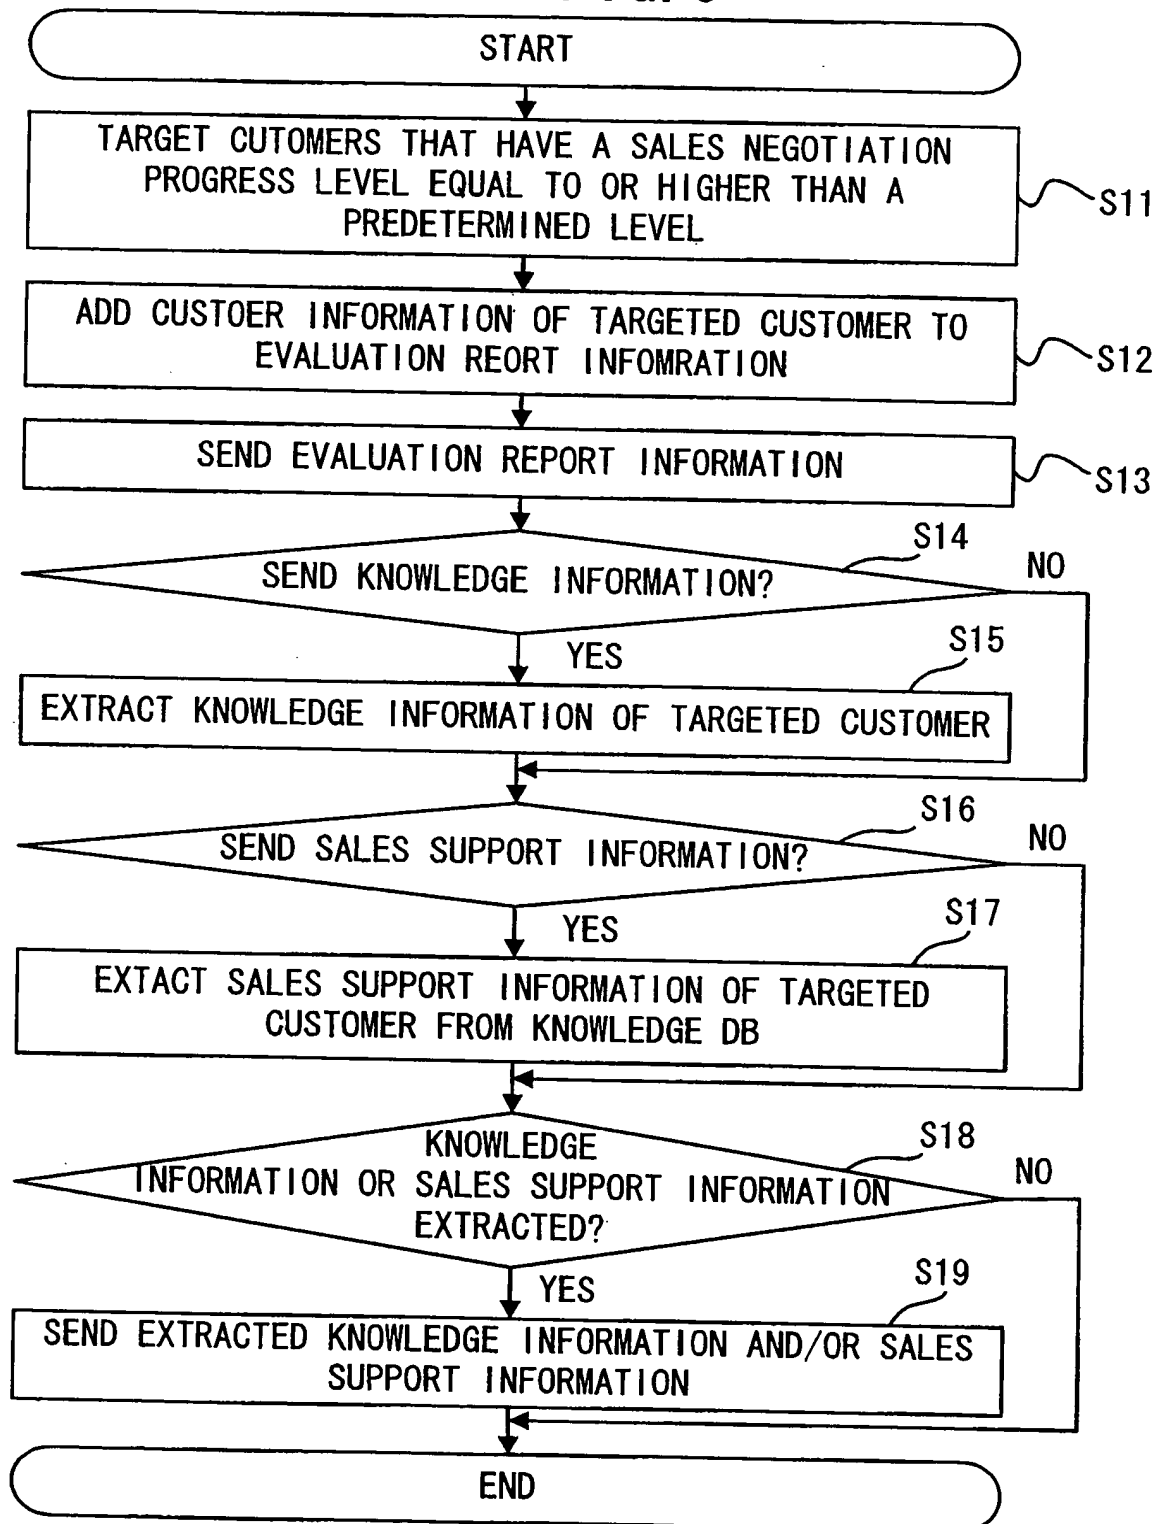 START
TARGET CUTOMERS THAT HAVE A SALES NEGOTIATION
PROGRESS LEVEL EQUAL TO OR HIGHER THAN A
PREDETERMINED LEVEL
S11
ADD CUSTOER INFORMATION OF TARGETED CUSTOMER TO
EVALUATION REORT INFOMRATION
S12
SEND EVALUATION REPORT INFORMATION
S13
S14
SEND KNOWLEDGE INFORMATION?
NO
YES
S15
EXTRACT KNOWLEDGE INFORMATION OF TARGETED CUSTOMER
S16
SEND SALES SUPPORT INFORMATION?
NO
YES
S17
EXTACT SALES SUPPORT INFORMATION OF TARGETED
CUSTOMER FROM KNOWLEDGE DB
S18
KNOWLEDGE
INFORMATION OR SALES SUPPORT INFORMATION
EXTRACTED?
NO
YES
S19
SEND EXTRACTED KNOWLEDGE INFORMATION AND/OR SALES
SUPPORT INFORMATION
END